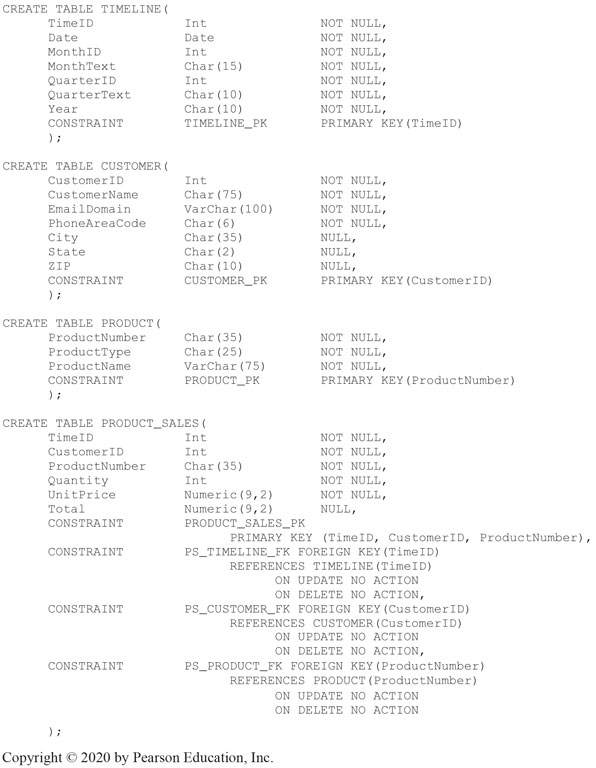 CREATE TABLE TIMELINE(
TimeID Int NOT NULL,
Date Date NOT NULL,
MonthID Int NOT NULL,
MonthText Char(15) NOT NULL,
QuarterID Int NOT NULL,
QuarterText Char(10) NOT NULL,
Year Char(10) NOT NULL,
CONSTRAINT TIMELINE_PK PRIMARY KEY(TimeID)
);
CREATE TABLE CUSTOMER(
CustomerID Int NOT NULL,
CustomerName Char(75) NOT NULL,
EmailDomain VarChar(100) NOT NULL,
PhoneAreaCode Char(6) NOT NULL,
City Char(35) NULL,
State Char(2) NULL,
ZIP Char(10) NULL,
CONSTRAINT CUSTOMER_PK PRIMARY KEY(CustomerID)
);
CREATE TABLE PRODUCT(
ProductNumber Char(35) NOT NULL,
ProductType Char(25) NOT NULL,
ProductName VarChar(75) NOT NULL,
CONSTRAINT PRODUCT_PK PRIMARY KEY(ProductNumber)
);
CREATE TABLE PRODUCT_SALES(
TimeID Int NOT NULL,
CustomerID Int NOT NULL,
ProductNumber Char(35) NOT NULL,
Quantity Int NOT NULL,
UnitPrice Numeric(9,2) NOT NULL,
Total Numeric(9,2) NULL,
CONSTRAINT PRODUCT_SALES_PK
PRIMARY KEY (TimeID, CustomerID, ProductNumber),
CONSTRAINT PS_TIMELINE_FK FOREIGN KEY(TimeID)
REFERENCES TIMELINE(TimeID)
ON UPDATE NO ACTION
ON DELETE NO ACTION,
CONSTRAINT PS_CUSTOMER_FK FOREIGN KEY(CustomerID)
REFERENCES CUSTOMER(CustomerID)
ON UPDATE NO ACTION
ON DELETE NO ACTION,
CONSTRAINT PS_PRODUCT_FK FOREIGN KEY(ProductNumber)
REFERENCES PRODUCT(ProductNumber)
ON UPDATE NO ACTION
ON DELETE NO ACTION
);
Copyright © 2020 by Pearson Education, Inc.